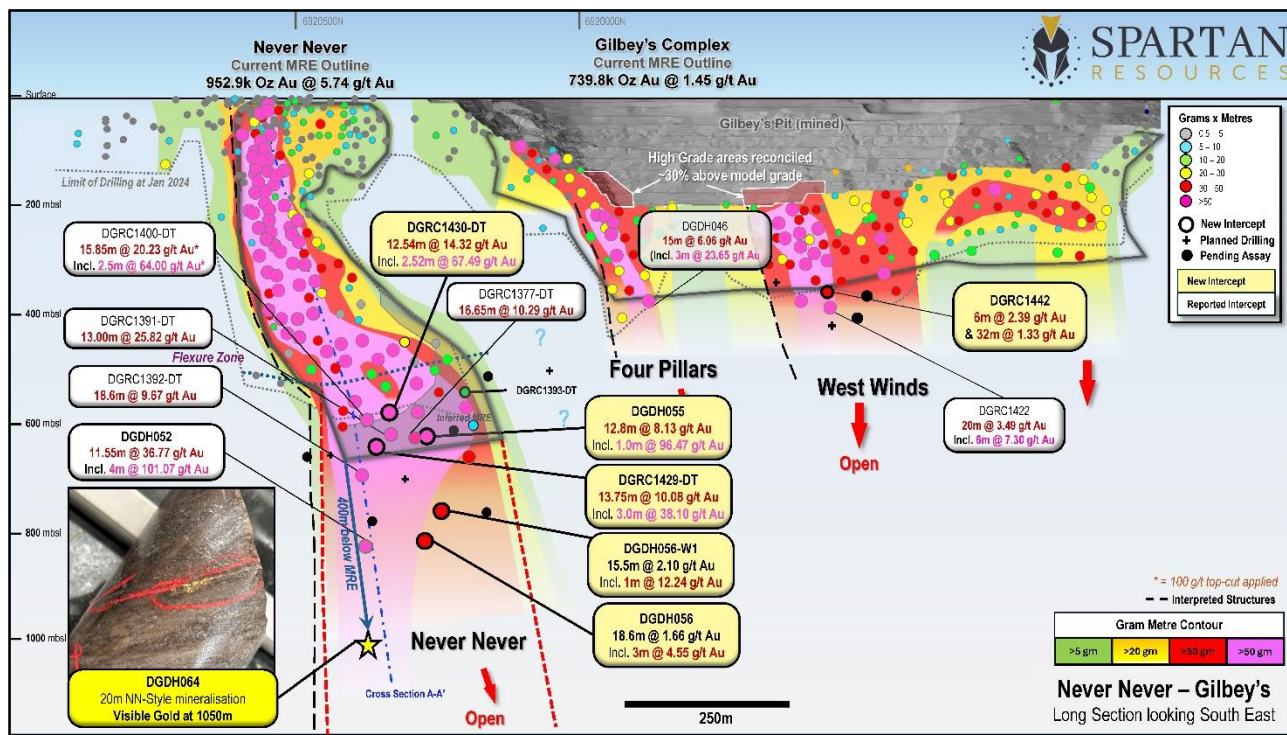 6920500N
6920000N
Never Never
Current MRE Outline
952.9k Oz Au @ 5.74 g/t Au
Gilbey's Complex
Current MRE Outline
739.8k Oz Au @ 1.45 g/t Au
SPARTAN
RESOURCES
Surface
200 mbsl
400 mbsl
600 mbsl
800 mbsl
1000 mbsl
Gilbey's Pit (mined)
High Grade areas reconciled
~30% above model grade
Limit of Drilling at Jan 2024
Grams x Metres
0.5 – 5
5 – 10
10 – 20
20 – 30
30 – 50
>50
New Intercept
Planned Drilling
Pending Assay
New Intercept
Reported Intercept
DGRC1400-DT
15.85m @ 20.23 g/t Au*
Incl. 2.5m @ 64.00 g/t Au*
DGRC1430-DT
12.54m @ 14.32 g/t Au
Incl. 2.52m @ 67.49 g/t Au
DGDH046
15m @ 6.06 g/t Au
(Incl. 3m @ 23.65 g/t Au
DGRC1377-DT
16.65m @ 10.29 g/t Au
DGRC1442
6m @ 2.39 g/t Au
& 32m @ 1.33 g/t Au
DGRC1391-DT
13.00m @ 25.82 g/t Au
Flexure Zone
?
DGRC1392-DT
18.6m @ 9.67 g/t Au
DGRC1393-DT
Four Pillars
West Winds
Inferred MRE
?
DGDH055
12.8m @ 8.13 g/t Au
Incl. 1.0m @ 96.47 g/t Au
DGRC1422
20m @ 3.49 g/t Au
Incl. 6m @ 7.30 g/t Au
DGDH052
11.55m @ 36.77 g/t Au
Incl. 4m @ 101.07 g/t Au
Open
DGRC1429-DT
13.75m @ 10.08 g/t Au
Incl. 3.0m @ 38.10 g/t Au
400m below MRE
DGDH056-W1
15.5m @ 2.10 g/t Au
Incl. 1m @ 12.24 g/t Au
DGDH056
18.6m @ 1.66 g/t Au
Incl. 3m @ 4.55 g/t Au
* = 100 g/t top-cut applied
Interpreted Structures
Gram Metre Contour
>5 gm
>20 gm
>30 gm
>50 gm
Never Never
DGDH064
20m NN-Style mineralisation
Visible Gold at 1050m
Cross Section A-A'
Open
250m
Never Never – Gilbey's
Long Section looking South East